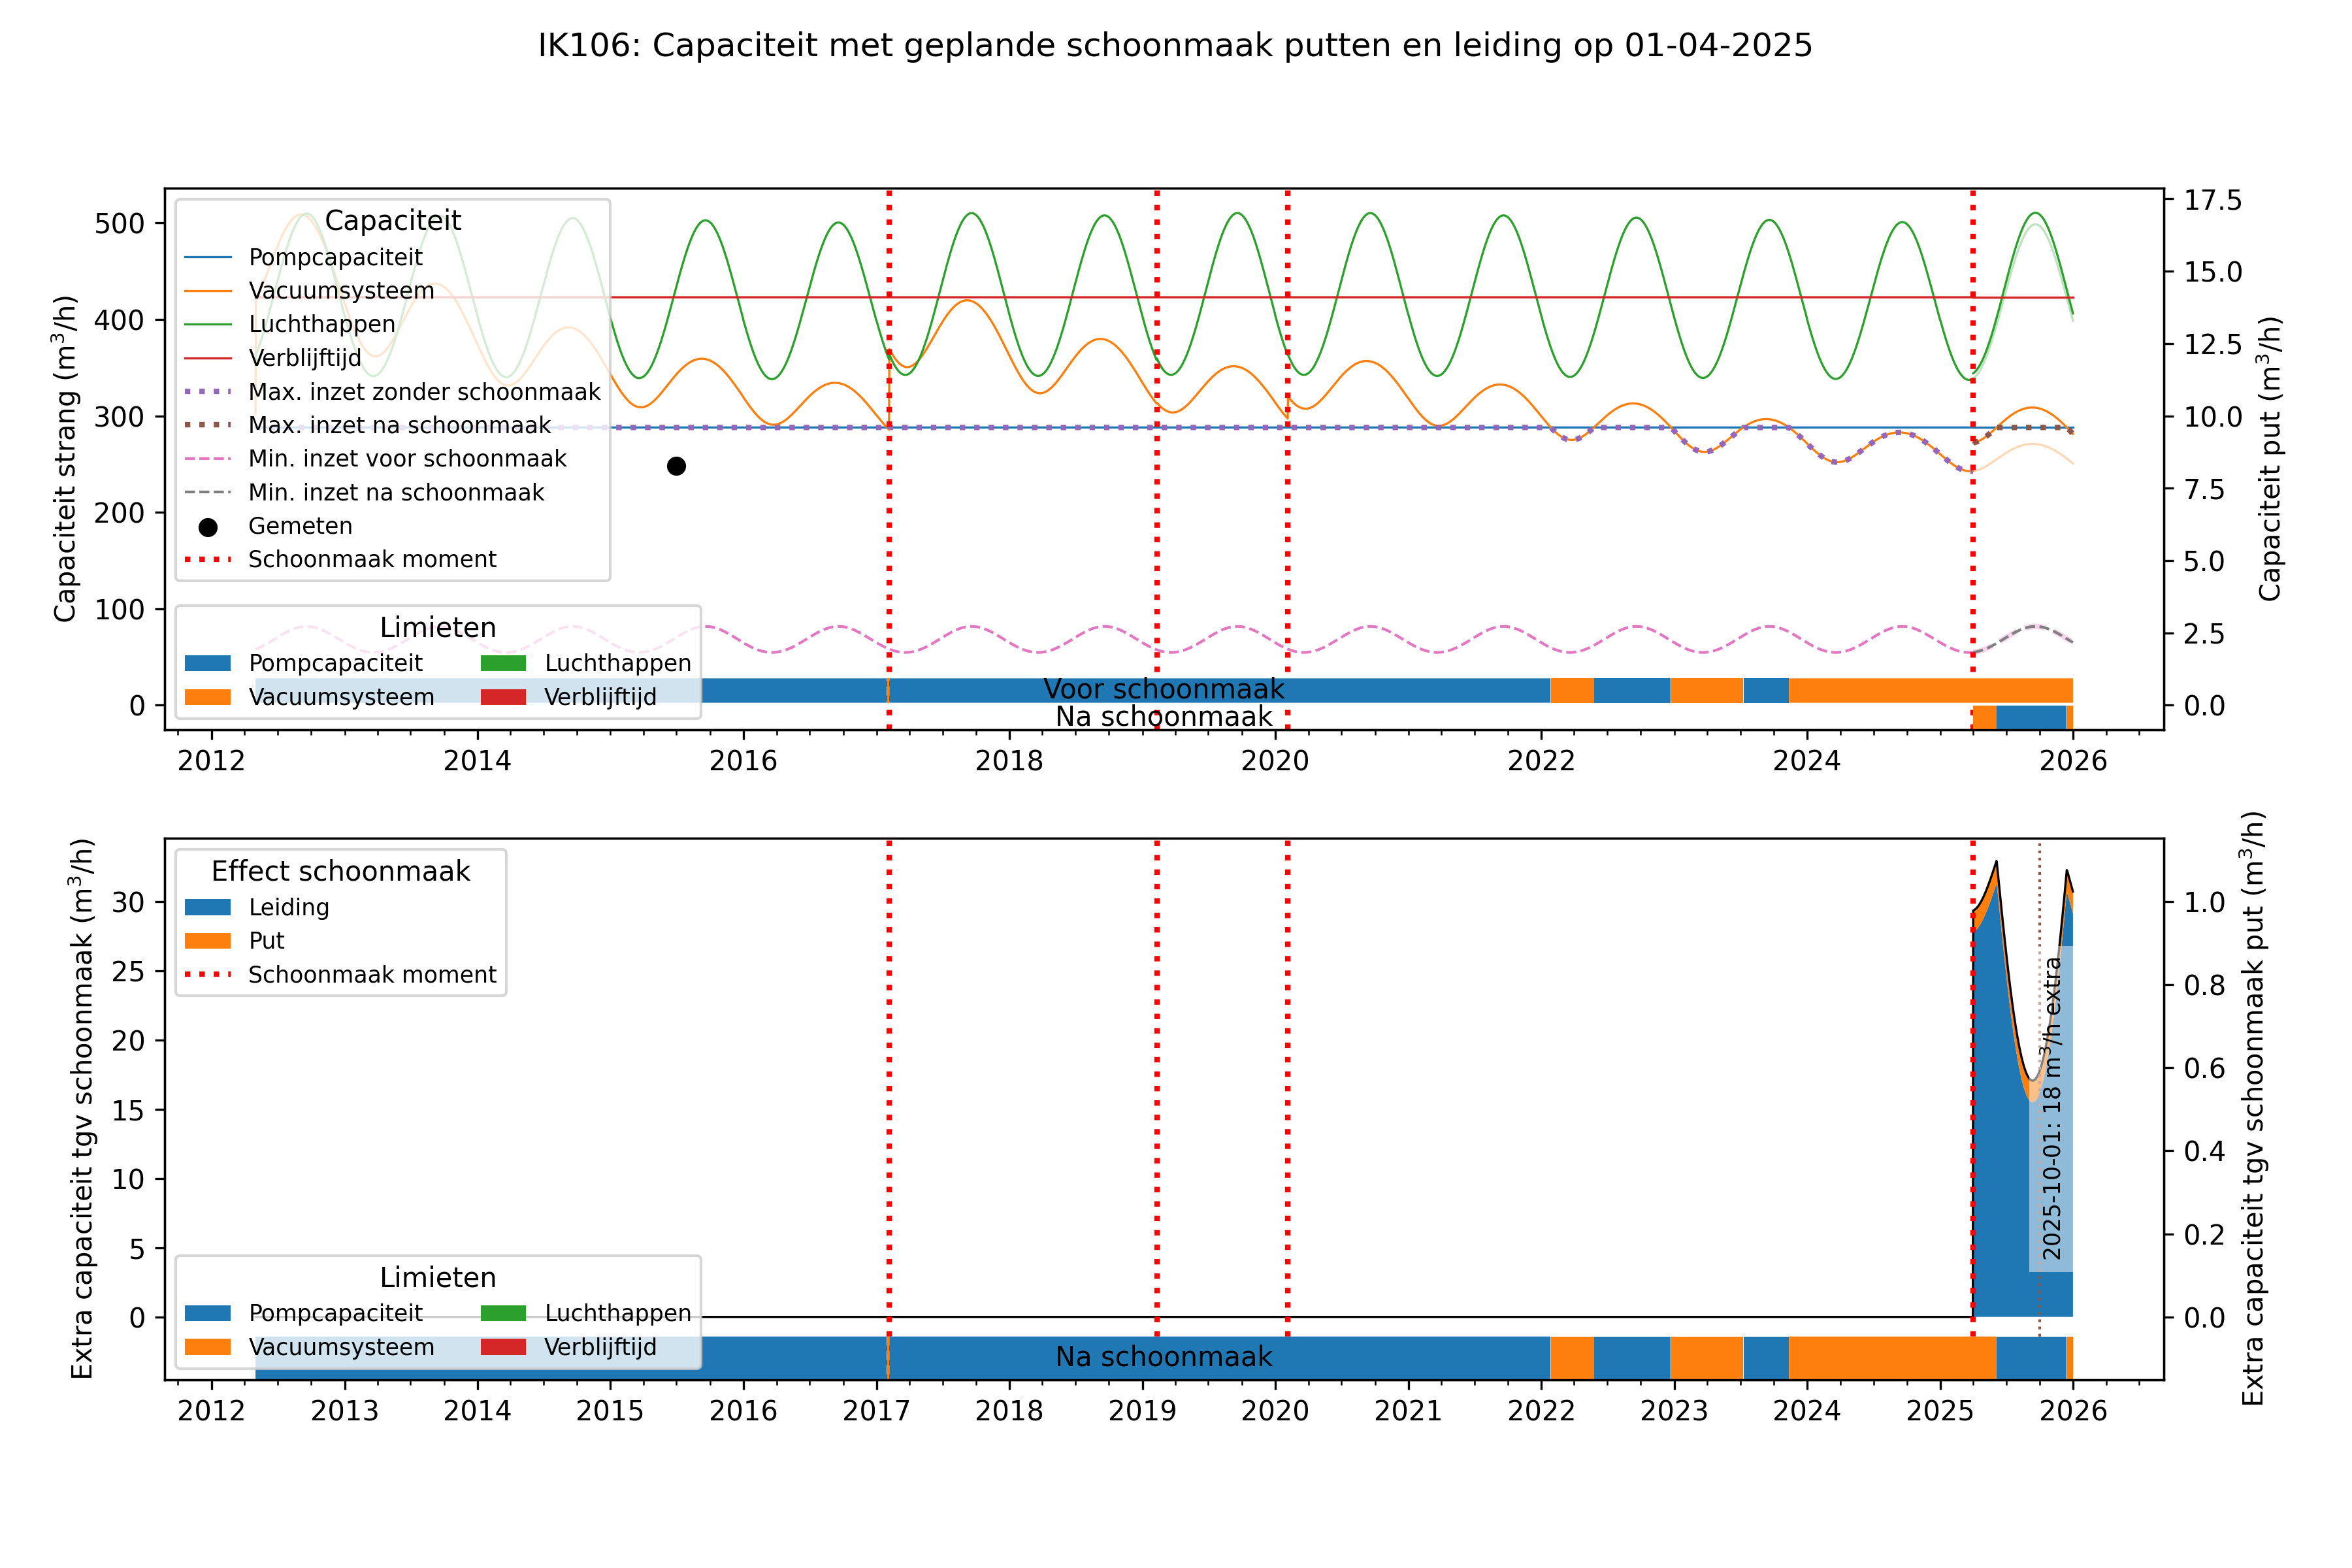 IK106: Capaciteit met geplande schoonmaak putten en leiding op 01-04-2025
Capaciteit strang (m³/h)
500
400
300
200
100
0
Capaciteit
Pompcapaciteit
Vacuumsysteem
Luchthappen
Verblijftijd
Max. inzet zonder schoonmaak
Max. inzet na schoonmaak
Min. inzet voor schoonmaak
Min. inzet na schoonmaak
Gemeten
Schoonmaak moment
Limieten
Pompcapaciteit Luchthappen
Vacuumsysteem Verblijftijd
Voor schoonmaak
Na schoonmaak
17.5
15.0
12.5
10.0
7.5
5.0
2.5
0.0
Capaciteit put (m³/h)
2012 2014 2016 2018 2020 2022 2024 2026
Extra capaciteit tgv schoonmaak (m³/h)
30
25
20
15
10
5
0
Effect schoonmaak
Leiding
Put
Schoonmaak moment
Limieten
Pompcapaciteit Luchthappen
Vacuumsysteem Verblijftijd
Na schoonmaak
2025-10-01: 18 m³/h extra
1.0
0.8
0.6
0.4
0.2
0.0
Extra capaciteit tgv schoonmaak put (m³/h)
2012 2013 2014 2015 2016 2017 2018 2019 2020 2021 2022 2023 2024 2025 2026